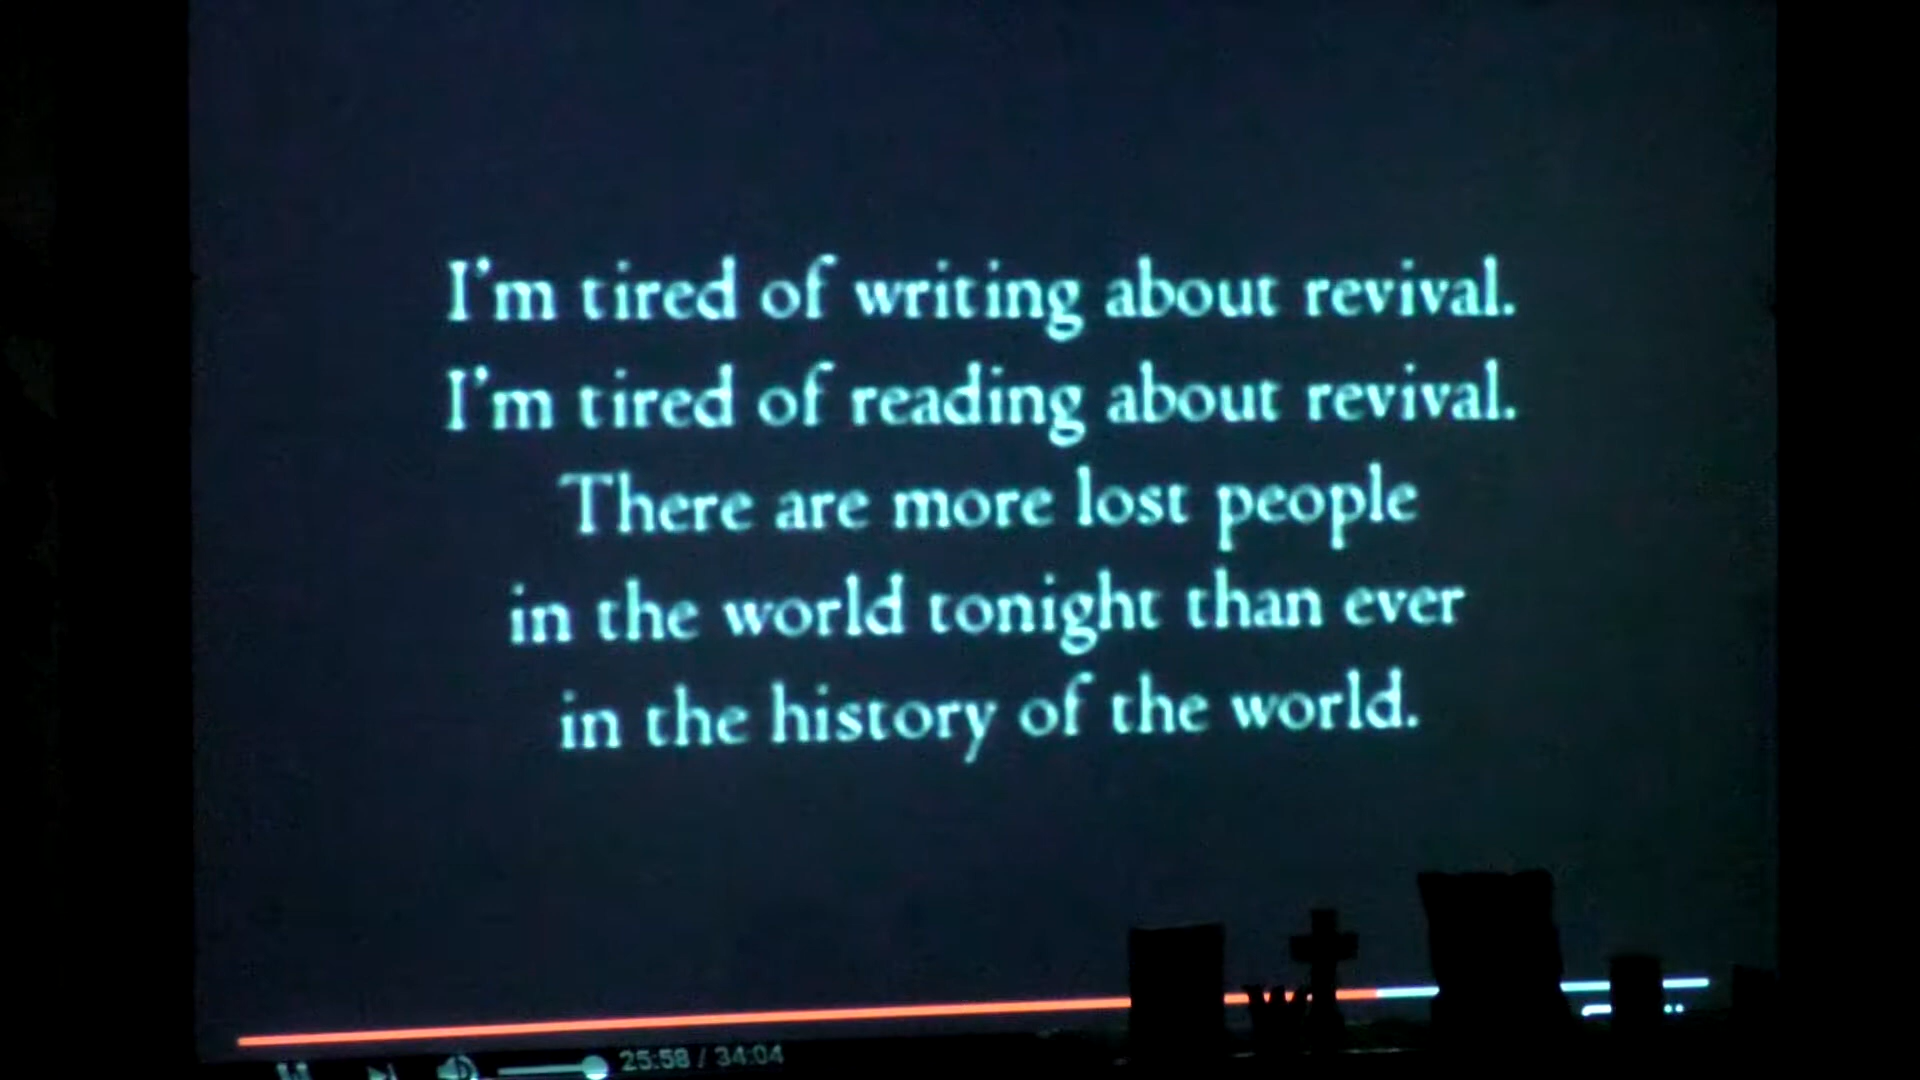 I'm tired of writing about revival.
I'm tired of reading about revival.
There are more lost people
in the world tonight than ever
in the history of the world.
25:58 / 34:04